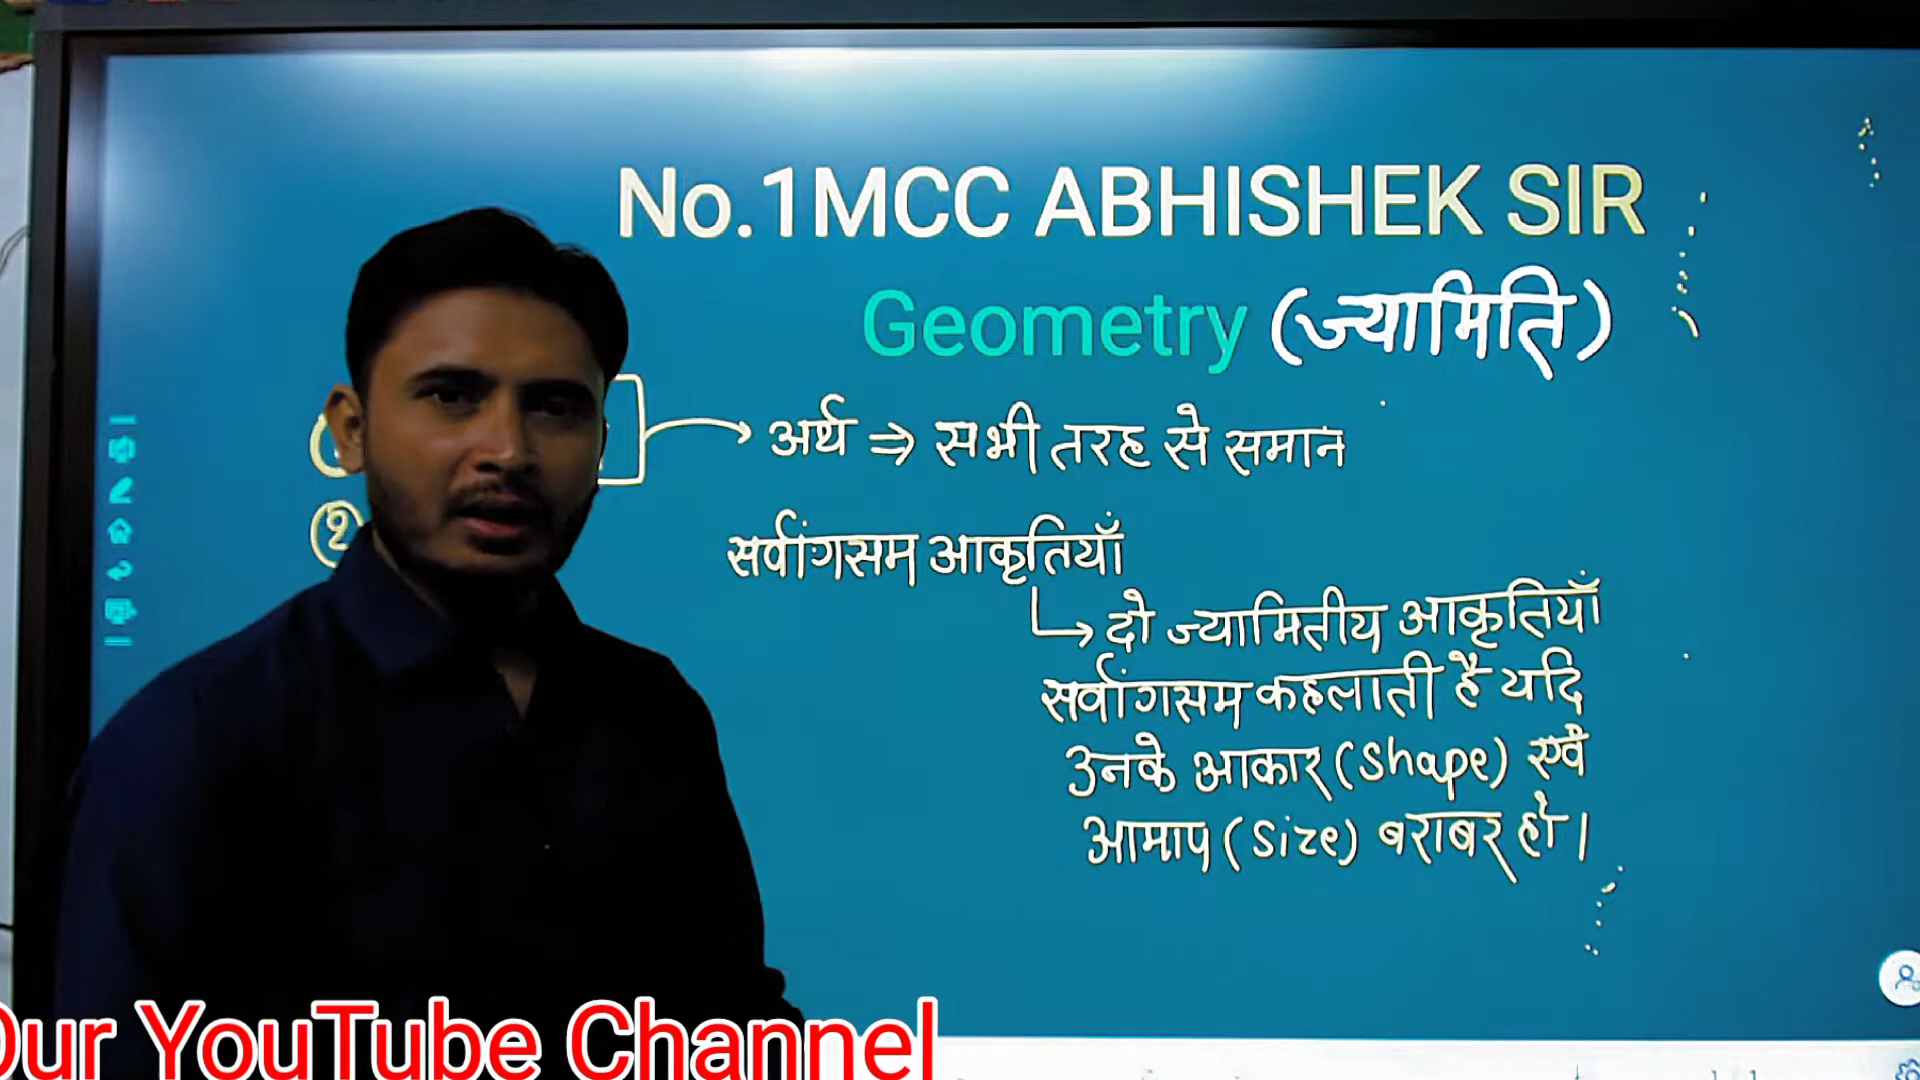 No.1MCC ABHISHEK SIR
Geometry (ज्यामिति)
अर्थ ⇒ सभी तरह से समान
②
सर्वांगसम आकृतियाँ
↳ दो ज्यामितीय आकृतियाँ
सर्वांगसम कहलाती है यदि
उनके आकार (Shape) एवं
आमाप (Size) बराबर हो।
Our YouTube Channel